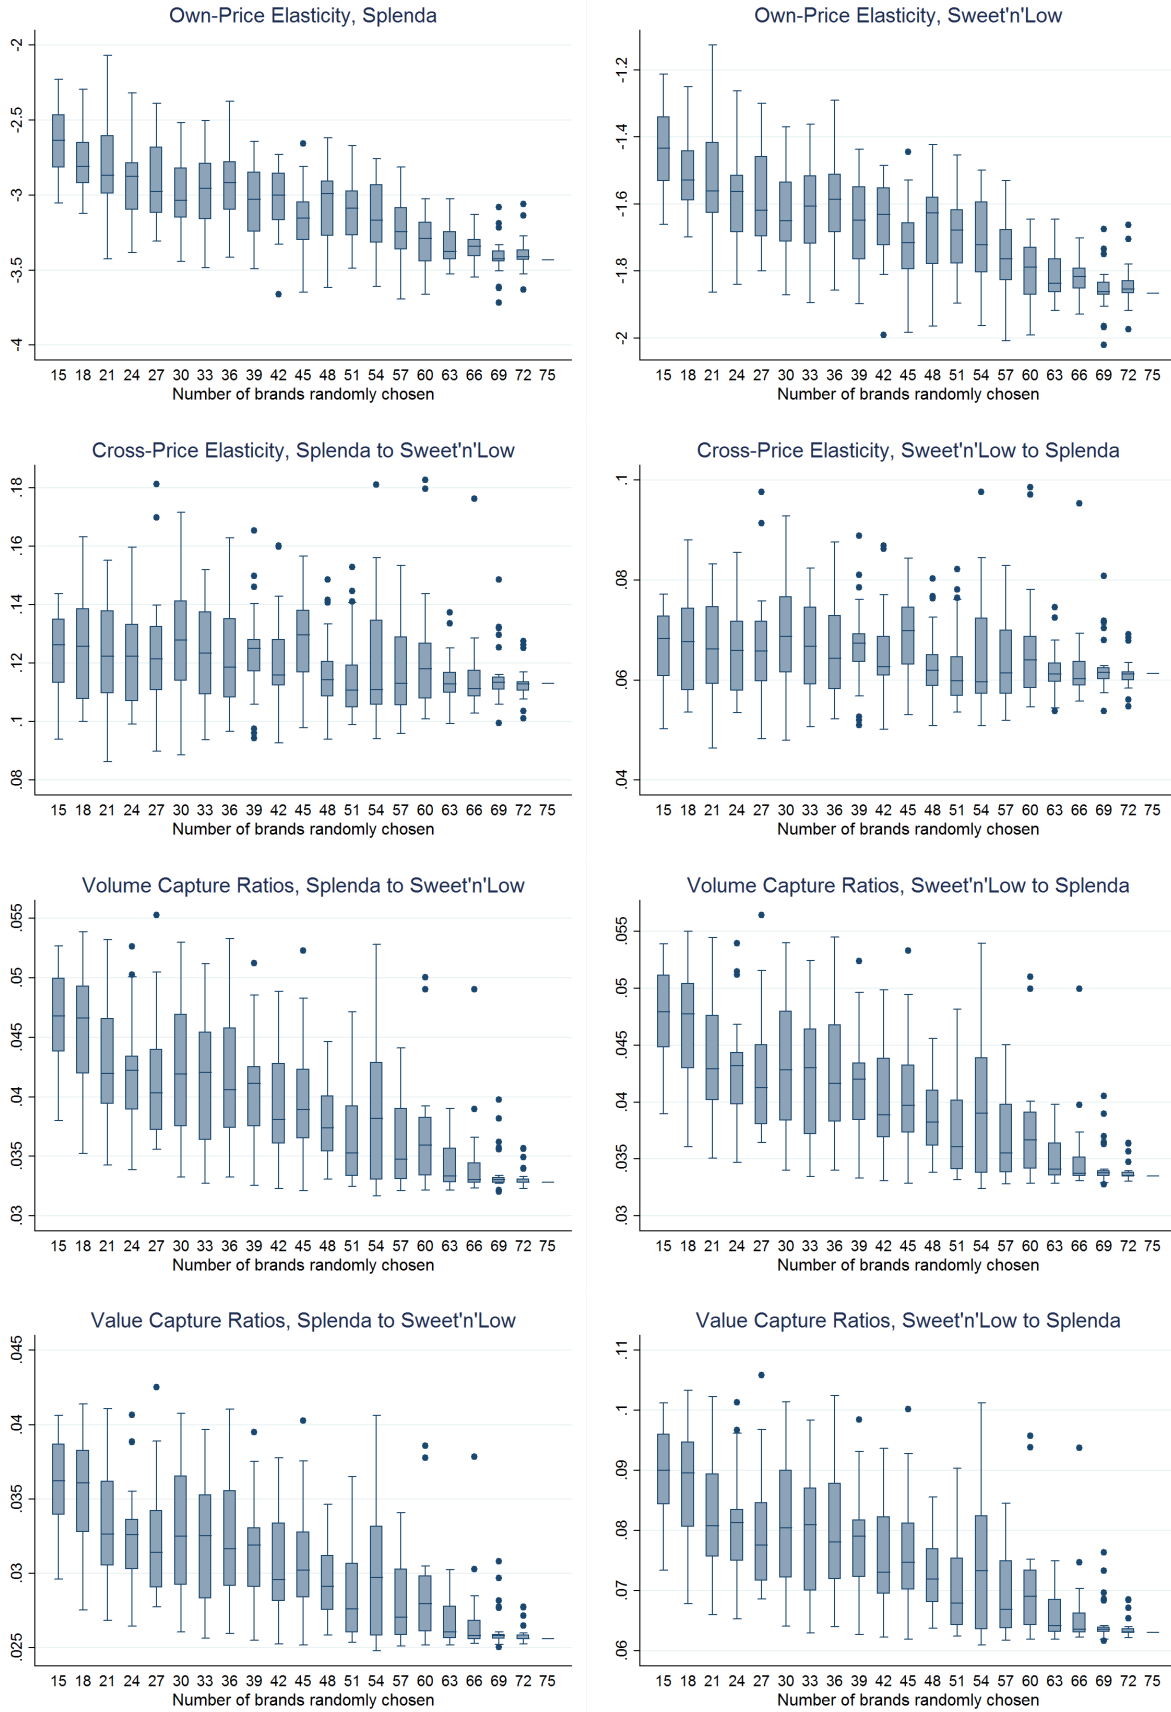 Own-Price Elasticity, Splenda
-2
-2.5
-3
-3.5
-4
15 18 21 24 27 30 33 36 39 42 45 48 51 54 57 60 63 66 69 72 75
Number of brands randomly chosen
Own-Price Elasticity, Sweet'n'Low
-1.2
-1.4
-1.6
-1.8
-2
15 18 21 24 27 30 33 36 39 42 45 48 51 54 57 60 63 66 69 72 75
Number of brands randomly chosen
Cross-Price Elasticity, Splenda to Sweet'n'Low
.18
.16
.14
.12
.1
.08
15 18 21 24 27 30 33 36 39 42 45 48 51 54 57 60 63 66 69 72 75
Number of brands randomly chosen
Cross-Price Elasticity, Sweet'n'Low to Splenda
.1
.08
.06
.04
15 18 21 24 27 30 33 36 39 42 45 48 51 54 57 60 63 66 69 72 75
Number of brands randomly chosen
Volume Capture Ratios, Splenda to Sweet'n'Low
.055
.05
.045
.04
.035
.03
15 18 21 24 27 30 33 36 39 42 45 48 51 54 57 60 63 66 69 72 75
Number of brands randomly chosen
Volume Capture Ratios, Sweet'n'Low to Splenda
.055
.05
.045
.04
.035
.03
15 18 21 24 27 30 33 36 39 42 45 48 51 54 57 60 63 66 69 72 75
Number of brands randomly chosen
Value Capture Ratios, Splenda to Sweet'n'Low
.045
.04
.035
.03
.025
15 18 21 24 27 30 33 36 39 42 45 48 51 54 57 60 63 66 69 72 75
Number of brands randomly chosen
Value Capture Ratios, Sweet'n'Low to Splenda
.11
.1
.09
.08
.07
.06
15 18 21 24 27 30 33 36 39 42 45 48 51 54 57 60 63 66 69 72 75
Number of brands randomly chosen